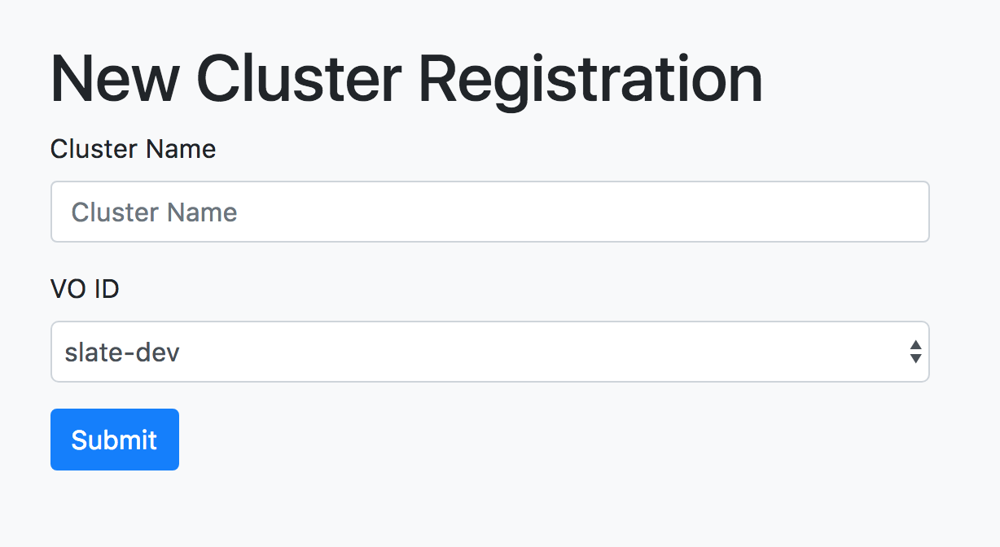 New Cluster Registration
Cluster Name
Cluster Name
VO ID
slate-dev
Submit